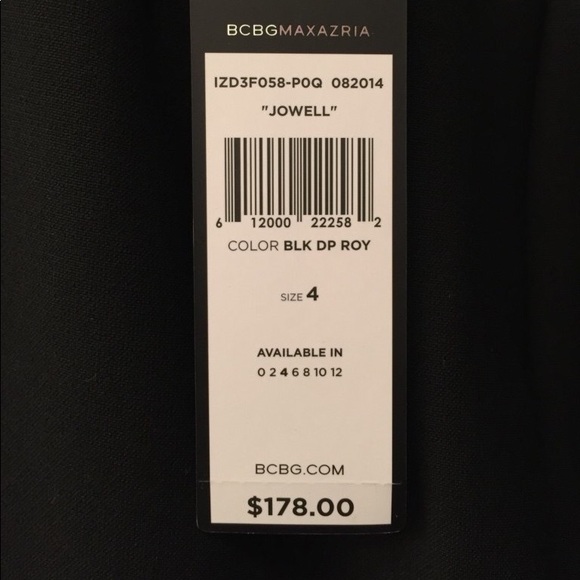 BCBGMAXAZRIA
IZD3F058-P0Q 082014
"JOWELL"
6 12000 22258 2
COLOR BLK DP ROY
SIZE 4
AVAILABLE IN
0 2 4 6 8 10 12
BCBG.COM
$178.00